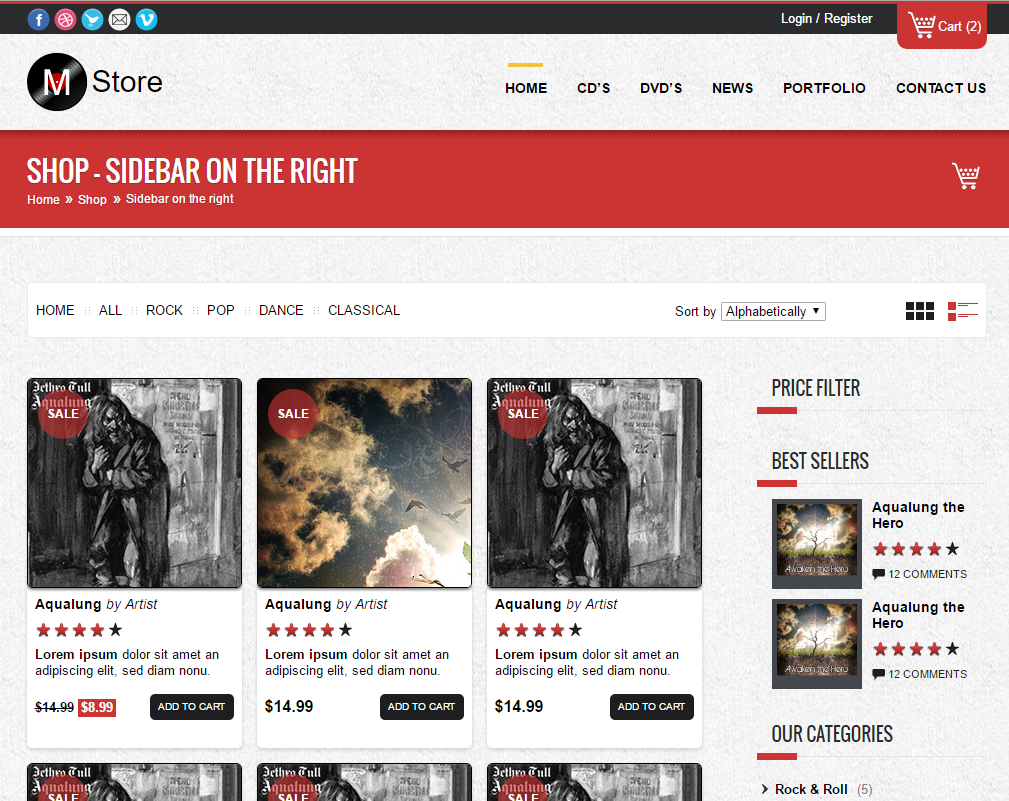 Login / Register
Cart (2)
M Store
HOME CD'S DVD'S NEWS PORTFOLIO CONTACT US
SHOP - SIDEBAR ON THE RIGHT
Home » Shop » Sidebar on the right
HOME ALL ROCK POP DANCE CLASSICAL
Sort by Alphabetically
Jethro Tull
Aqualung
SALE
SALE
Jethro Tull
Aqualung
SALE
Aqualung by Artist
Lorem ipsum dolor sit amet an
adipiscing elit, sed diam nonu.
$14.99 $8.99 ADD TO CART
Aqualung by Artist
Lorem ipsum dolor sit amet an
adipiscing elit, sed diam nonu.
$14.99 ADD TO CART
Aqualung by Artist
Lorem ipsum dolor sit amet an
adipiscing elit, sed diam nonu.
$14.99 ADD TO CART
Jethro Tull
SALE
Jethro Tull
SALE
Jethro Tull
SALE
PRICE FILTER
BEST SELLERS
Awaken the Hero
Aqualung the
Hero
12 COMMENTS
Awaken the Hero
Aqualung the
Hero
12 COMMENTS
OUR CATEGORIES
Rock & Roll (5)